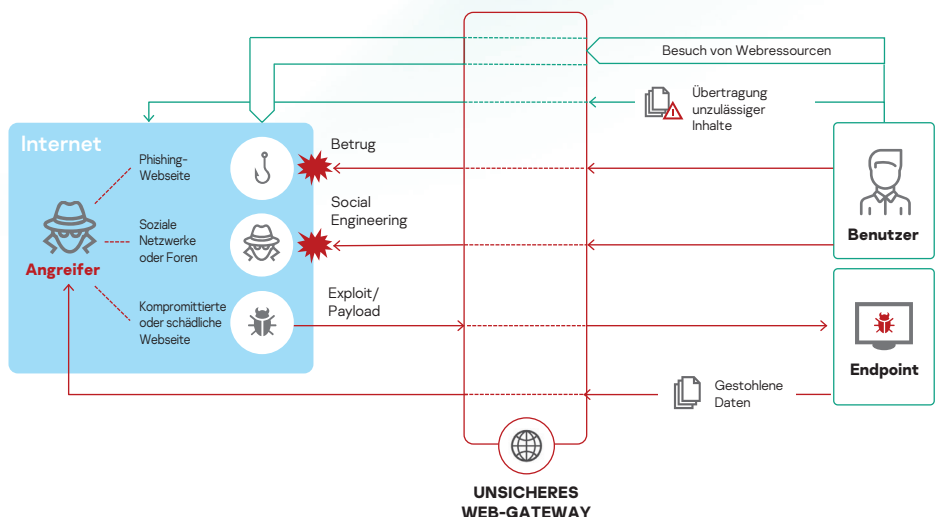 Besuch von Webressourcen
Übertragung
unzulässiger
Inhalte
Internet
Phishing-
Webseite
Betrug
Soziale
Netzwerke
oder Foren
Social
Engineering
Angreifer
Kompromittierte
oder schädliche
Webseite
Exploit/
Payload
Benutzer
Endpoint
Gestohlene
Daten
UNSICHERES
WEB-GATEWAY